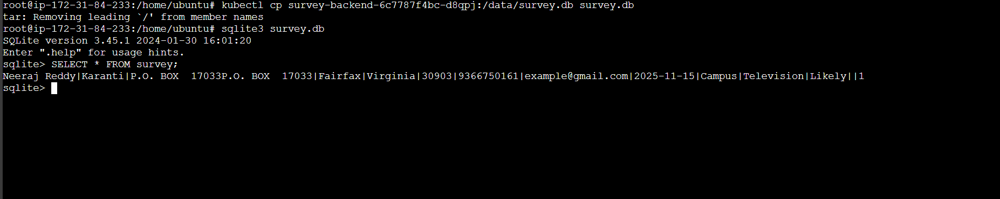 root@ip-172-31-84-233:/home/ubuntu# kubectl cp survey-backend-6c7787f4bc-d8qpj:/data/survey.db survey.db
tar: Removing leading `/' from member names
root@ip-172-31-84-233:/home/ubuntu# sqlite3 survey.db
SQLite version 3.45.1 2024-01-30 16:01:20
Enter ".help" for usage hints.
sqlite> SELECT * FROM survey;
Neeraj Reddy|Karanti|P.O. BOX  17033P.O. BOX  17033|Fairfax|Virginia|30903|9366750161|example@gmail.com|2025-11-15|Campus|Television|Likely||1
sqlite>